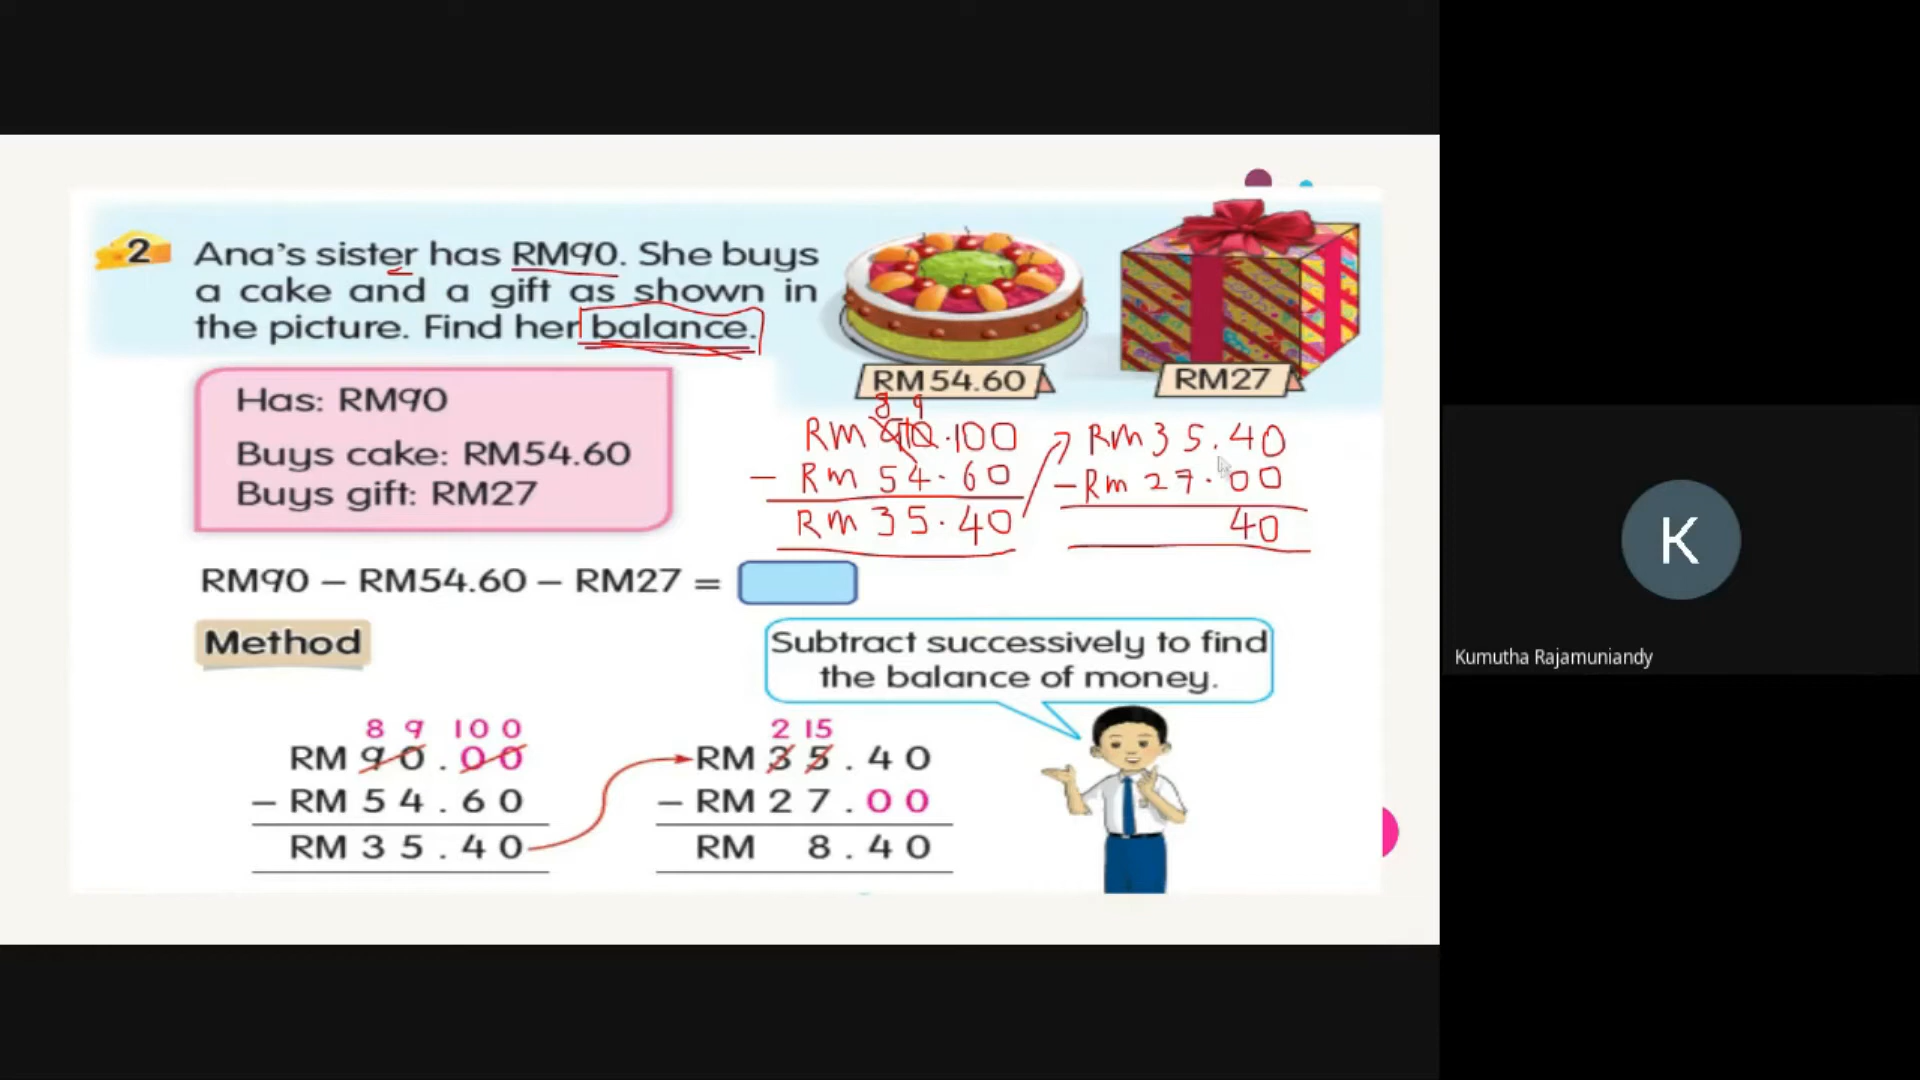 2 Ana's sister has RM90. She buys
a cake and a gift as shown in
the picture. Find her balance.
RM54.60
RM27
Has: RM90
Buys cake: RM54.60
Buys gift: RM27
8 9
Rm 90.100
- Rm 54.60
Rm 35.40
Rm 35.40
- Rm 27.00
40
RM90 – RM54.60 – RM27 =
Method
Subtract successively to find
the balance of money.
8 9 10 0
RM 9 0 . 0 0
– RM 5 4 . 6 0
RM 3 5 . 4 0
2 15
RM 3 5 . 4 0
– RM 2 7 . 0 0
RM 8 . 4 0
K
Kumutha Rajamuniandy